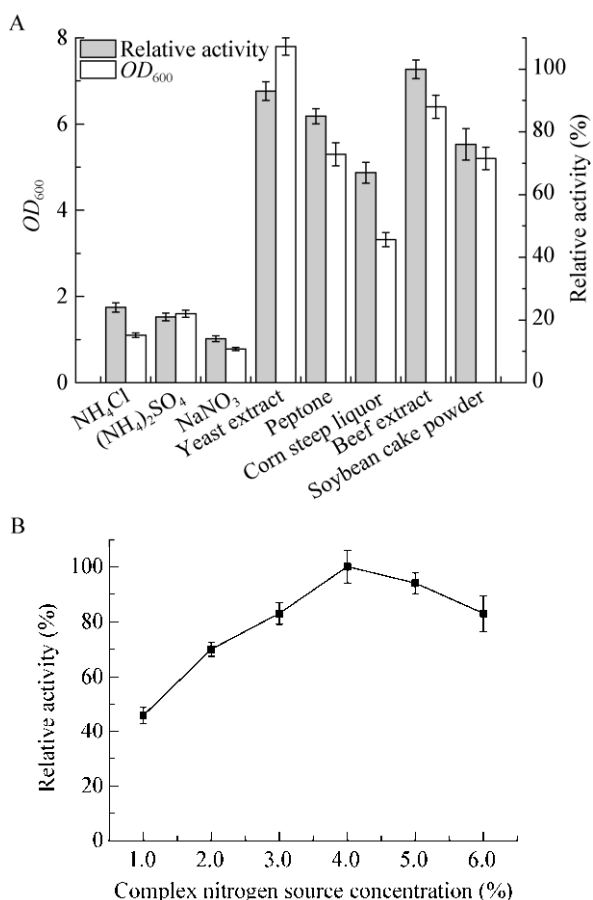 A
8
6
4
2
0
OD600
Relative activity
OD600
100
80
60
40
20
0
Relative activity (%)
NH4Cl
(NH4)2SO4
NaNO3
Yeast extract
Peptone
Corn steep liquor
Beef extract
Soybean cake powder
B
100
80
60
40
20
0
Relative activity (%)
1.0 2.0 3.0 4.0 5.0 6.0
Complex nitrogen source concentration (%)